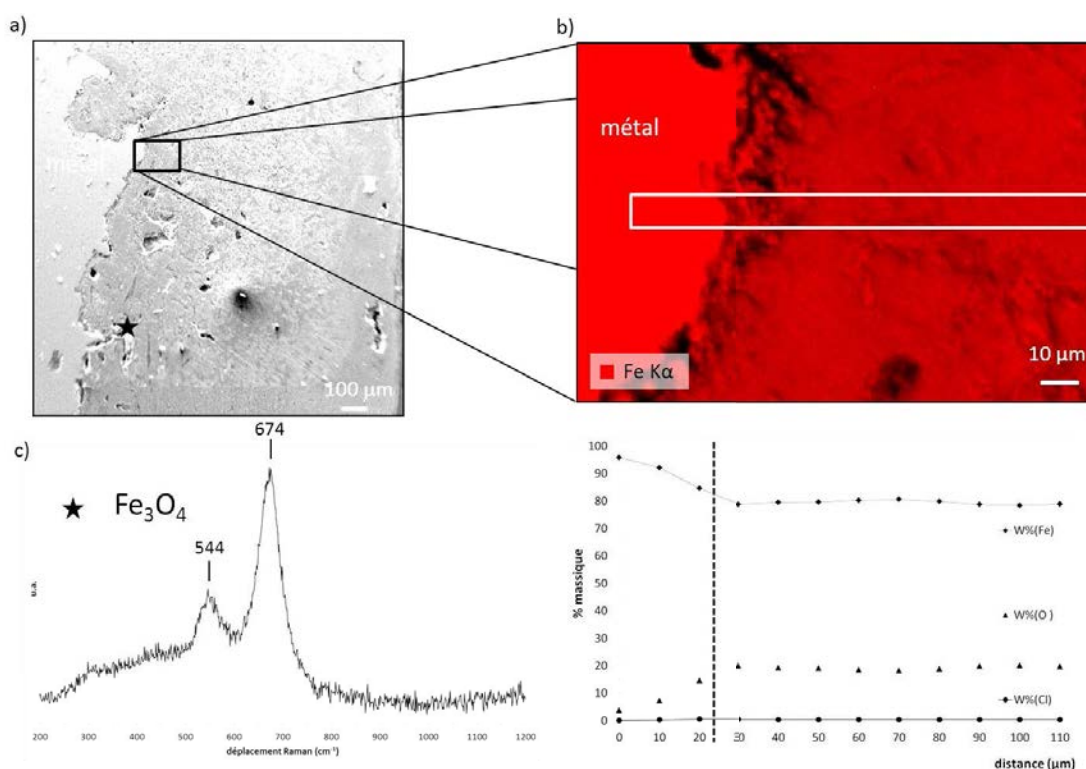 a)
b)
métal
métal
Fe Kα
100 µm
10 µm
c)
674
544
★ Fe₃O₄
u.a.
200 300 400 500 600 700 800 900 1000 1100 1200
déplacement Raman (cm⁻¹)
% massique
100
90
80
70
60
50
40
30
20
10
0
W%(Fe)
W%(O )
W%(Cl)
0 10 20 30 40 50 60 70 80 90 100 110
distance (µm)